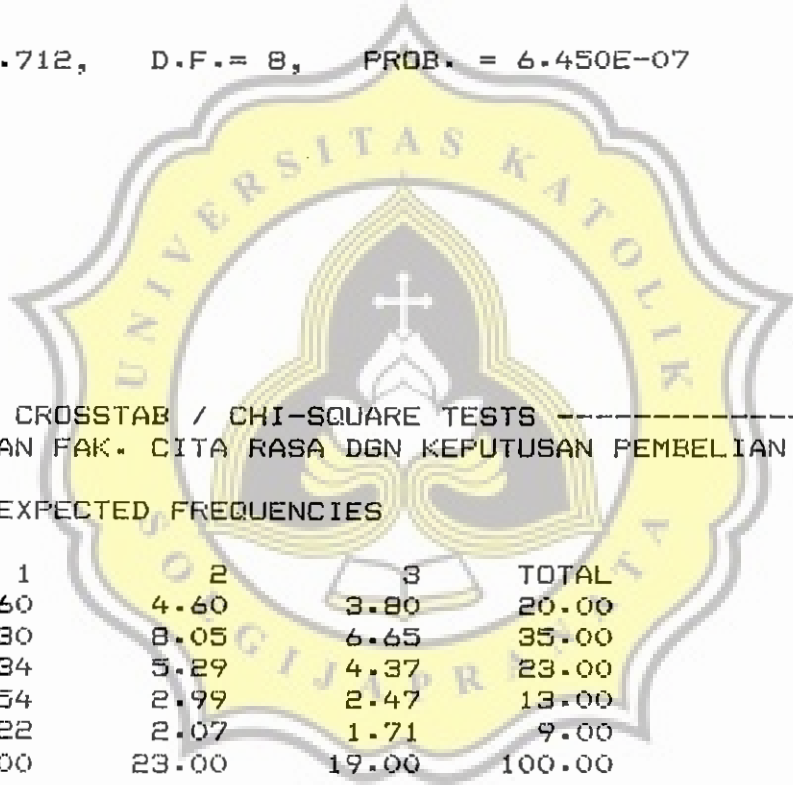 .712, D.F.= 8, PROB. = 6.450E-07
UNIVERSITAS KATOLIK
CROSSTAB / CHI-SQUARE TESTS -------------
AN FAK. CITA RASA DGN KEPUTUSAN PEMBELIAN
EXPECTED FREQUENCIES
1 2 3 TOTAL
60 4.60 3.80 20.00
30 8.05 6.65 35.00
34 5.29 4.37 23.00
54 2.99 2.47 13.00
22 2.07 1.71 9.00
00 23.00 19.00 100.00
SOEGIJAPRANATA